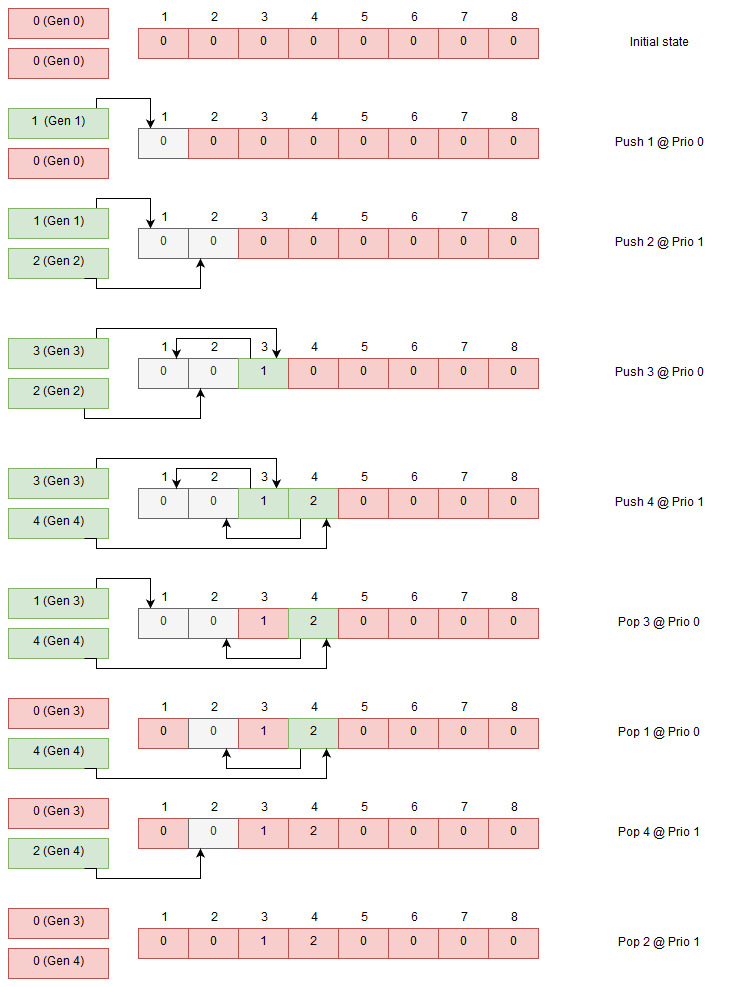 1 2 3 4 5 6 7 8
0 (Gen 0)
0 0 0 0 0 0 0 0 Initial state
0 (Gen 0)
1 2 3 4 5 6 7 8
1 (Gen 1)
0 0 0 0 0 0 0 0 Push 1 @ Prio 0
0 (Gen 0)
1 2 3 4 5 6 7 8
1 (Gen 1)
0 0 0 0 0 0 0 0 Push 2 @ Prio 1
2 (Gen 2)
1 2 3 4 5 6 7 8
3 (Gen 3)
0 0 1 0 0 0 0 0 Push 3 @ Prio 0
2 (Gen 2)
1 2 3 4 5 6 7 8
3 (Gen 3)
0 0 1 2 0 0 0 0 Push 4 @ Prio 1
4 (Gen 4)
1 2 3 4 5 6 7 8
1 (Gen 3)
0 0 1 2 0 0 0 0 Pop 3 @ Prio 0
4 (Gen 4)
1 2 3 4 5 6 7 8
0 (Gen 3)
0 0 1 2 0 0 0 0 Pop 1 @ Prio 0
4 (Gen 4)
1 2 3 4 5 6 7 8
0 (Gen 3)
0 0 1 2 0 0 0 0 Pop 4 @ Prio 1
2 (Gen 4)
1 2 3 4 5 6 7 8
0 (Gen 3)
0 0 1 2 0 0 0 0 Pop 2 @ Prio 1
0 (Gen 4)